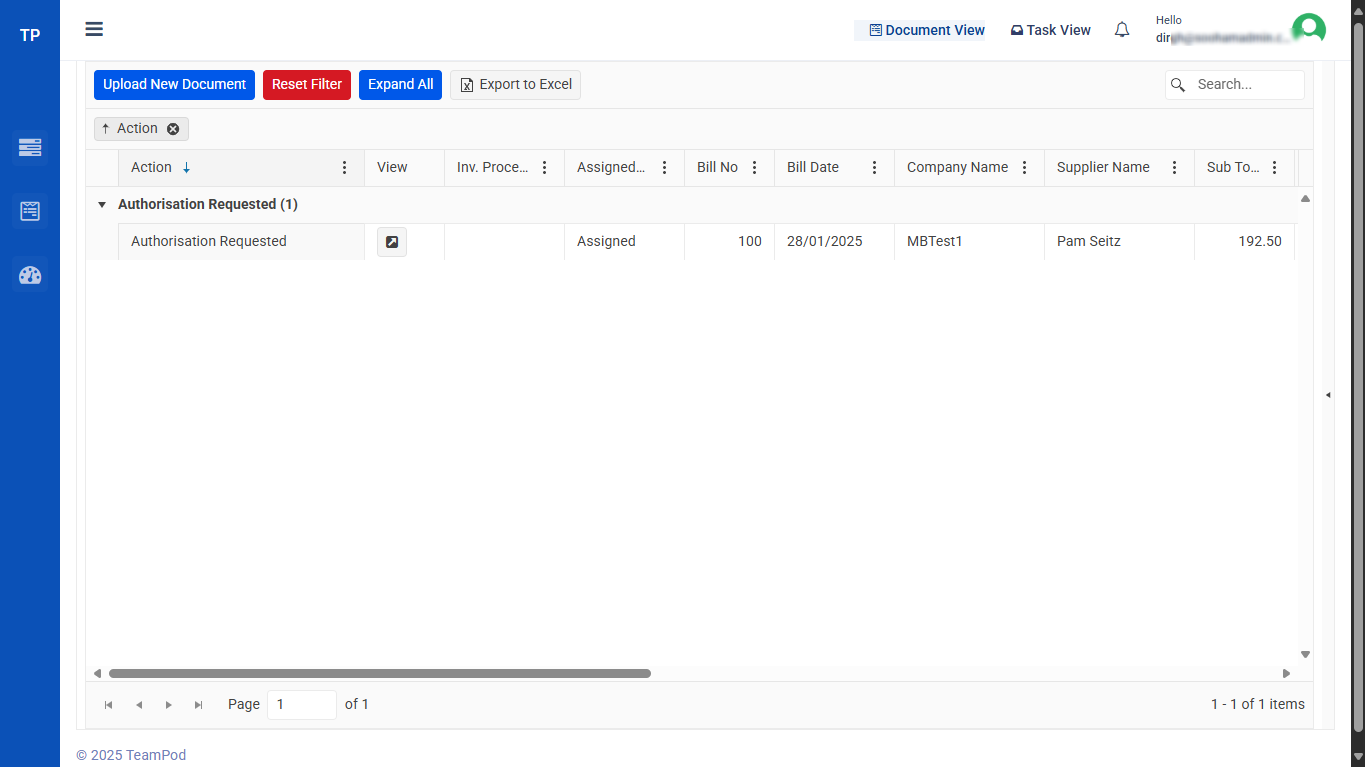 TP
Document View Task View
Hello
Upload New Document Reset Filter Expand All Export to Excel Search...
Action
Action View Inv. Proce... Assigned... Bill No Bill Date Company Name Supplier Name Sub To...
Authorisation Requested (1)
Authorisation Requested Assigned 100 28/01/2025 MBTest1 Pam Seitz 192.50
Page 1 of 1 1 - 1 of 1 items
© 2025 TeamPod